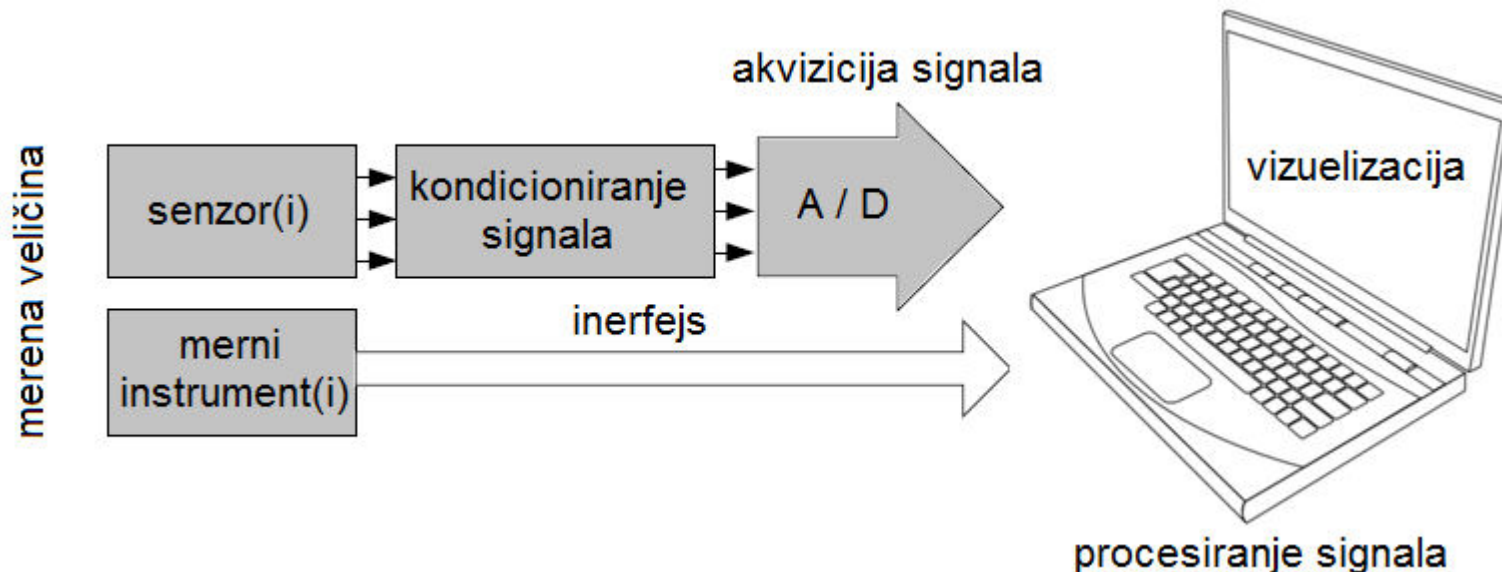 merena veličina
akvizicija signala
senzor(i)
kondicioniranje
signala
A / D
vizuelizacija
inerfejs
merni
instrument(i)
procesiranje signala